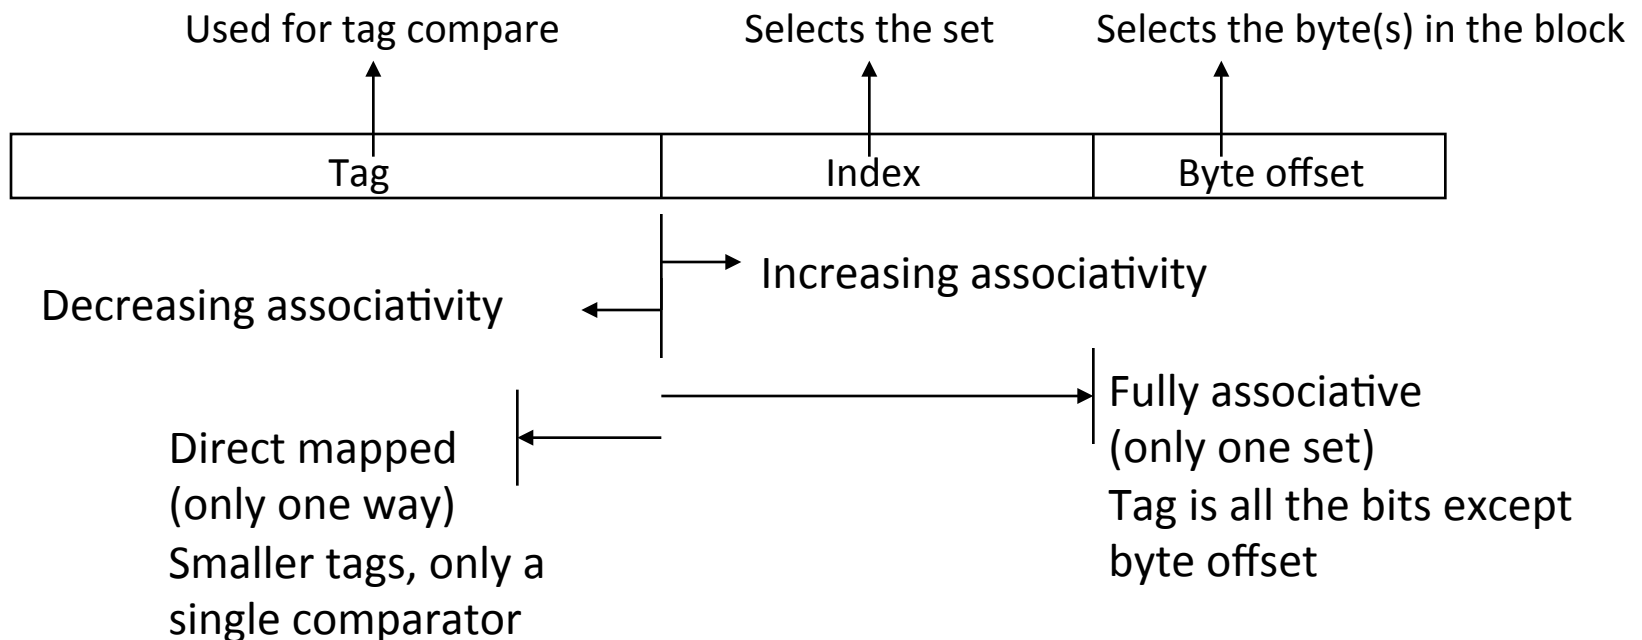 Used for tag compare
Selects the set
Selects the byte(s) in the block
Tag
Index
Byte offset
Increasing associativity
Decreasing associativity
Fully associative
(only one set)
Tag is all the bits except
byte offset
Direct mapped
(only one way)
Smaller tags, only a
single comparator